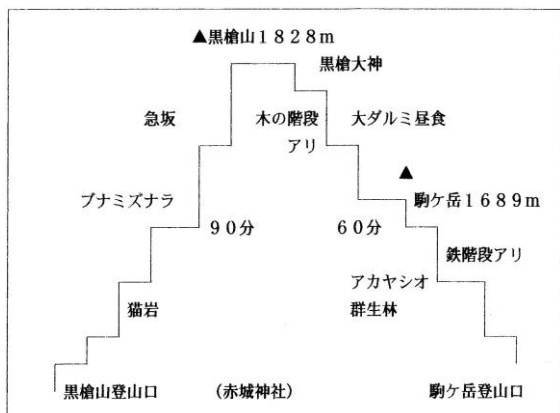 ▲黒槍山1828m
黒槍大神
急坂
木の階段
アリ
大ダルミ昼食
▲
ブナミズナラ
駒ケ岳1689m
90分
60分
鉄階段アリ
アカヤシオ
群生林
猫岩
黒槍山登山口
(赤城神社)
駒ケ岳登山口